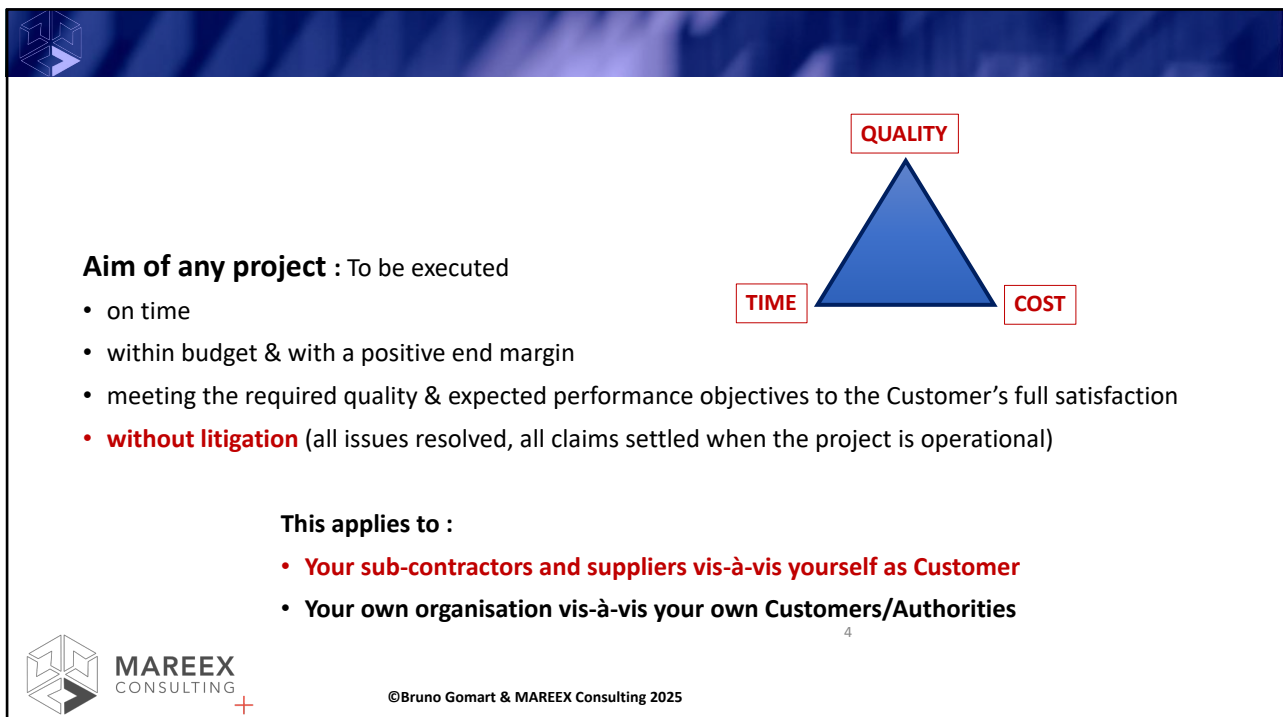 QUALITY
Aim of any project : To be executed
TIME
COST
• on time
• within budget & with a positive end margin
• meeting the required quality & expected performance objectives to the Customer’s full satisfaction
• without litigation (all issues resolved, all claims settled when the project is operational)
This applies to :
• Your sub-contractors and suppliers vis-à-vis yourself as Customer
• Your own organisation vis-à-vis your own Customers/Authorities
4
MAREEX
CONSULTING
©Bruno Gomart & MAREEX Consulting 2025